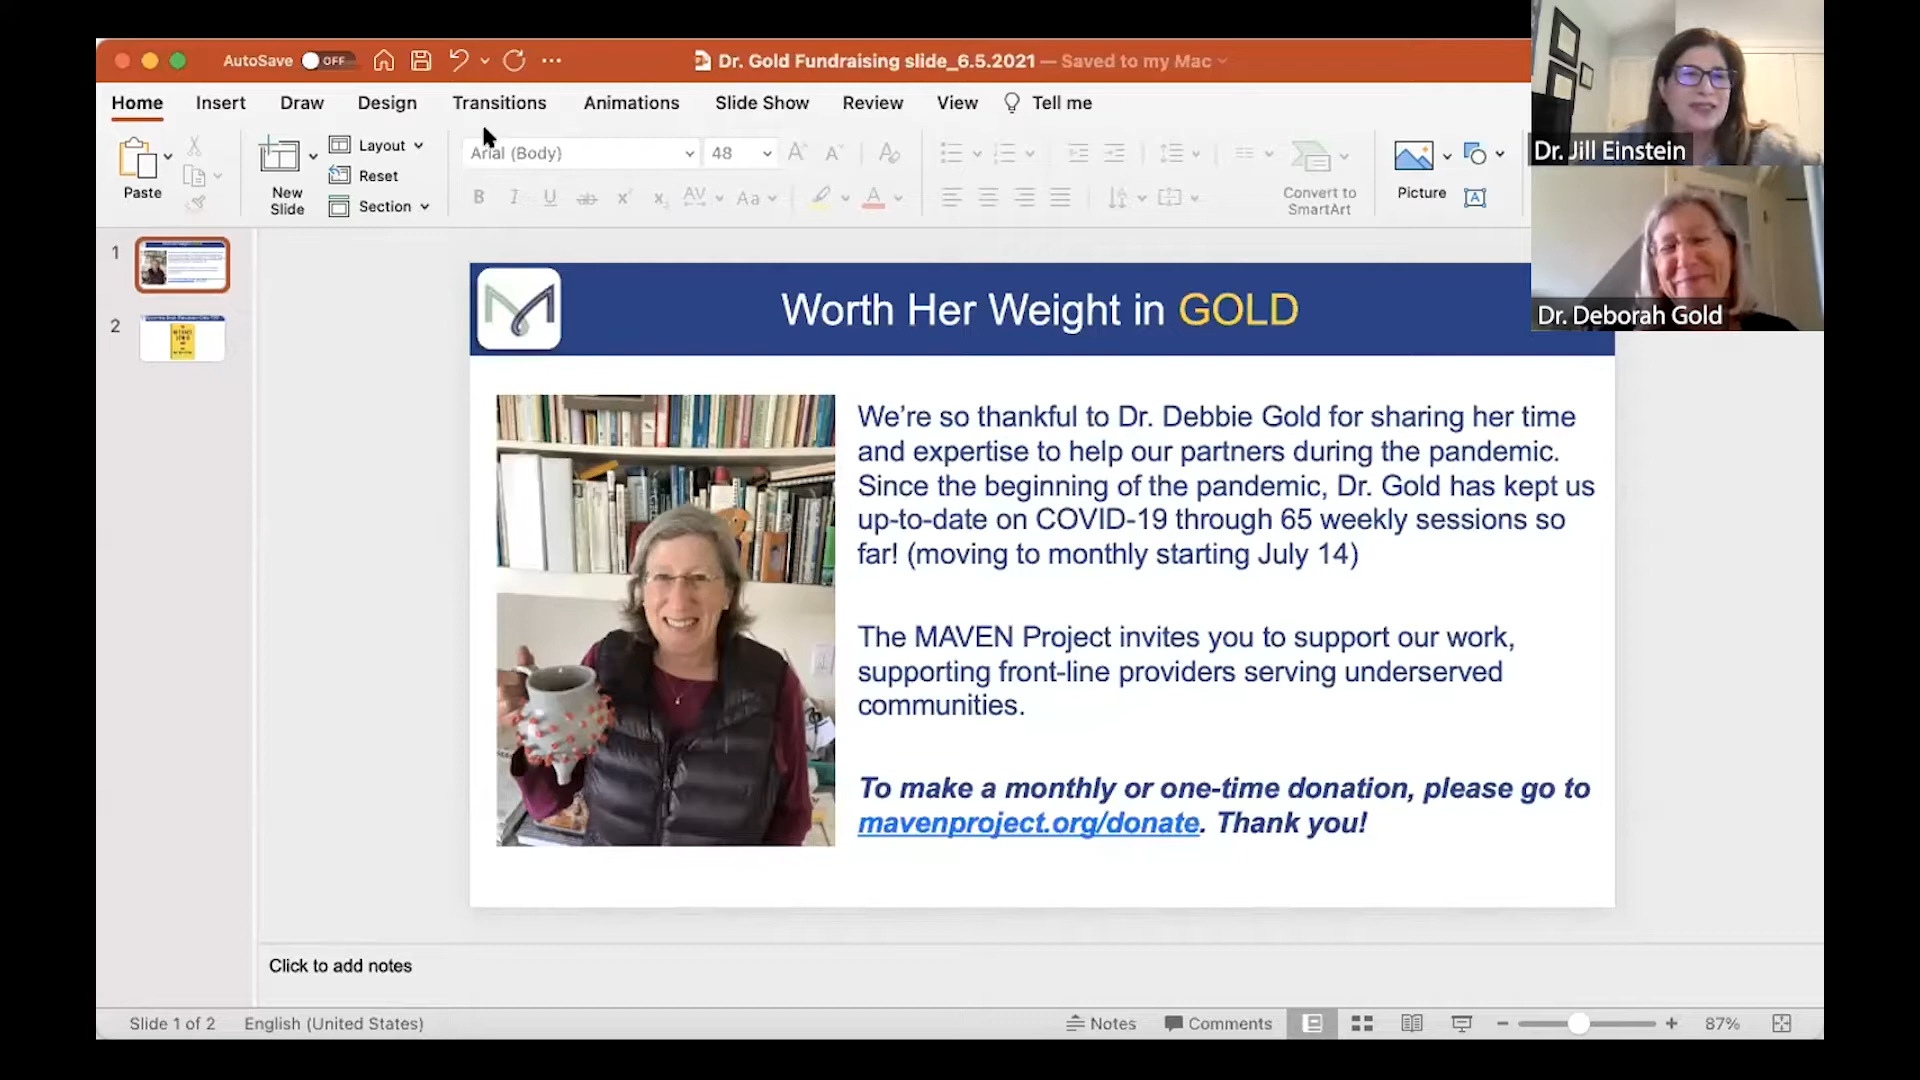 AutoSave OFF
Dr. Gold Fundraising slide_6.5.2021 — Saved to my Mac
Home Insert Draw Design Transitions Animations Slide Show Review View Tell me
Paste
New
Slide
Layout
Reset
Section
Arial (Body) 48
Convert to
SmartArt
Picture
Dr. Jill Einstein
Dr. Deborah Gold
1
2
Worth Her Weight in GOLD
We’re so thankful to Dr. Debbie Gold for sharing her time
and expertise to help our partners during the pandemic.
Since the beginning of the pandemic, Dr. Gold has kept us
up-to-date on COVID-19 through 65 weekly sessions so
far! (moving to monthly starting July 14)
The MAVEN Project invites you to support our work,
supporting front-line providers serving underserved
communities.
To make a monthly or one-time donation, please go to
mavenproject.org/donate. Thank you!
Click to add notes
Slide 1 of 2 English (United States) Notes Comments 87%